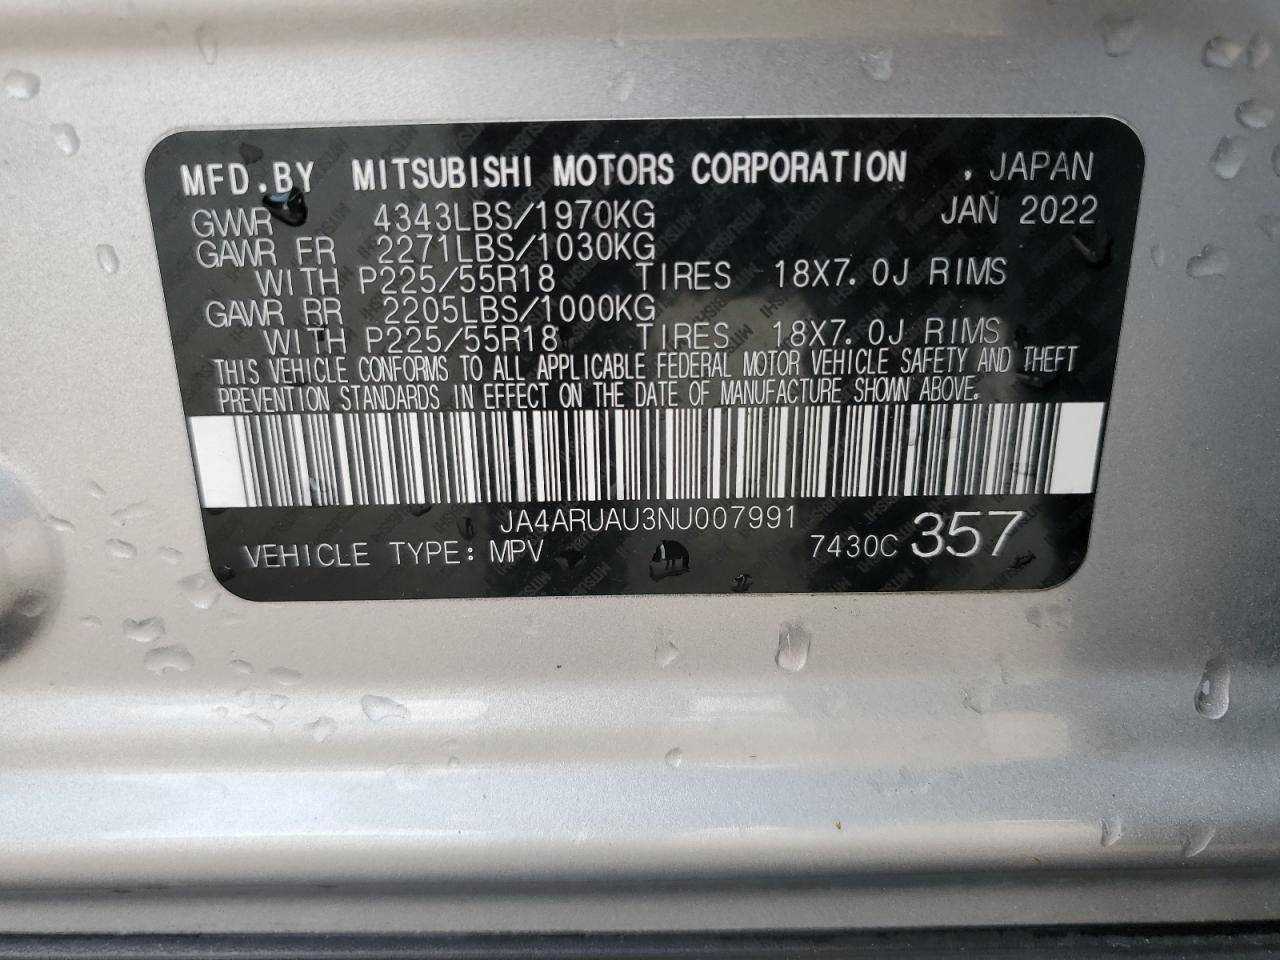 MFD.BY MITSUBISHI MOTORS CORPORATION , JAPAN
GVWR 4343LBS/1970KG JAN 2022
GAWR FR 2271LBS/1030KG
WITH P225/55R18 TIRES 18X7.0J RIMS
GAWR RR 2205LBS/1000KG
WITH P225/55R18 TIRES 18X7.0J RIMS
THIS VEHICLE CONFORMS TO ALL APPLICABLE FEDERAL MOTOR VEHICLE SAFETY AND THEFT
PREVENTION STANDARDS IN EFFECT ON THE DATE OF MANUFACTURE SHOWN ABOVE.
JA4ARUAU3NU007991
VEHICLE TYPE: MPV 7430C 357